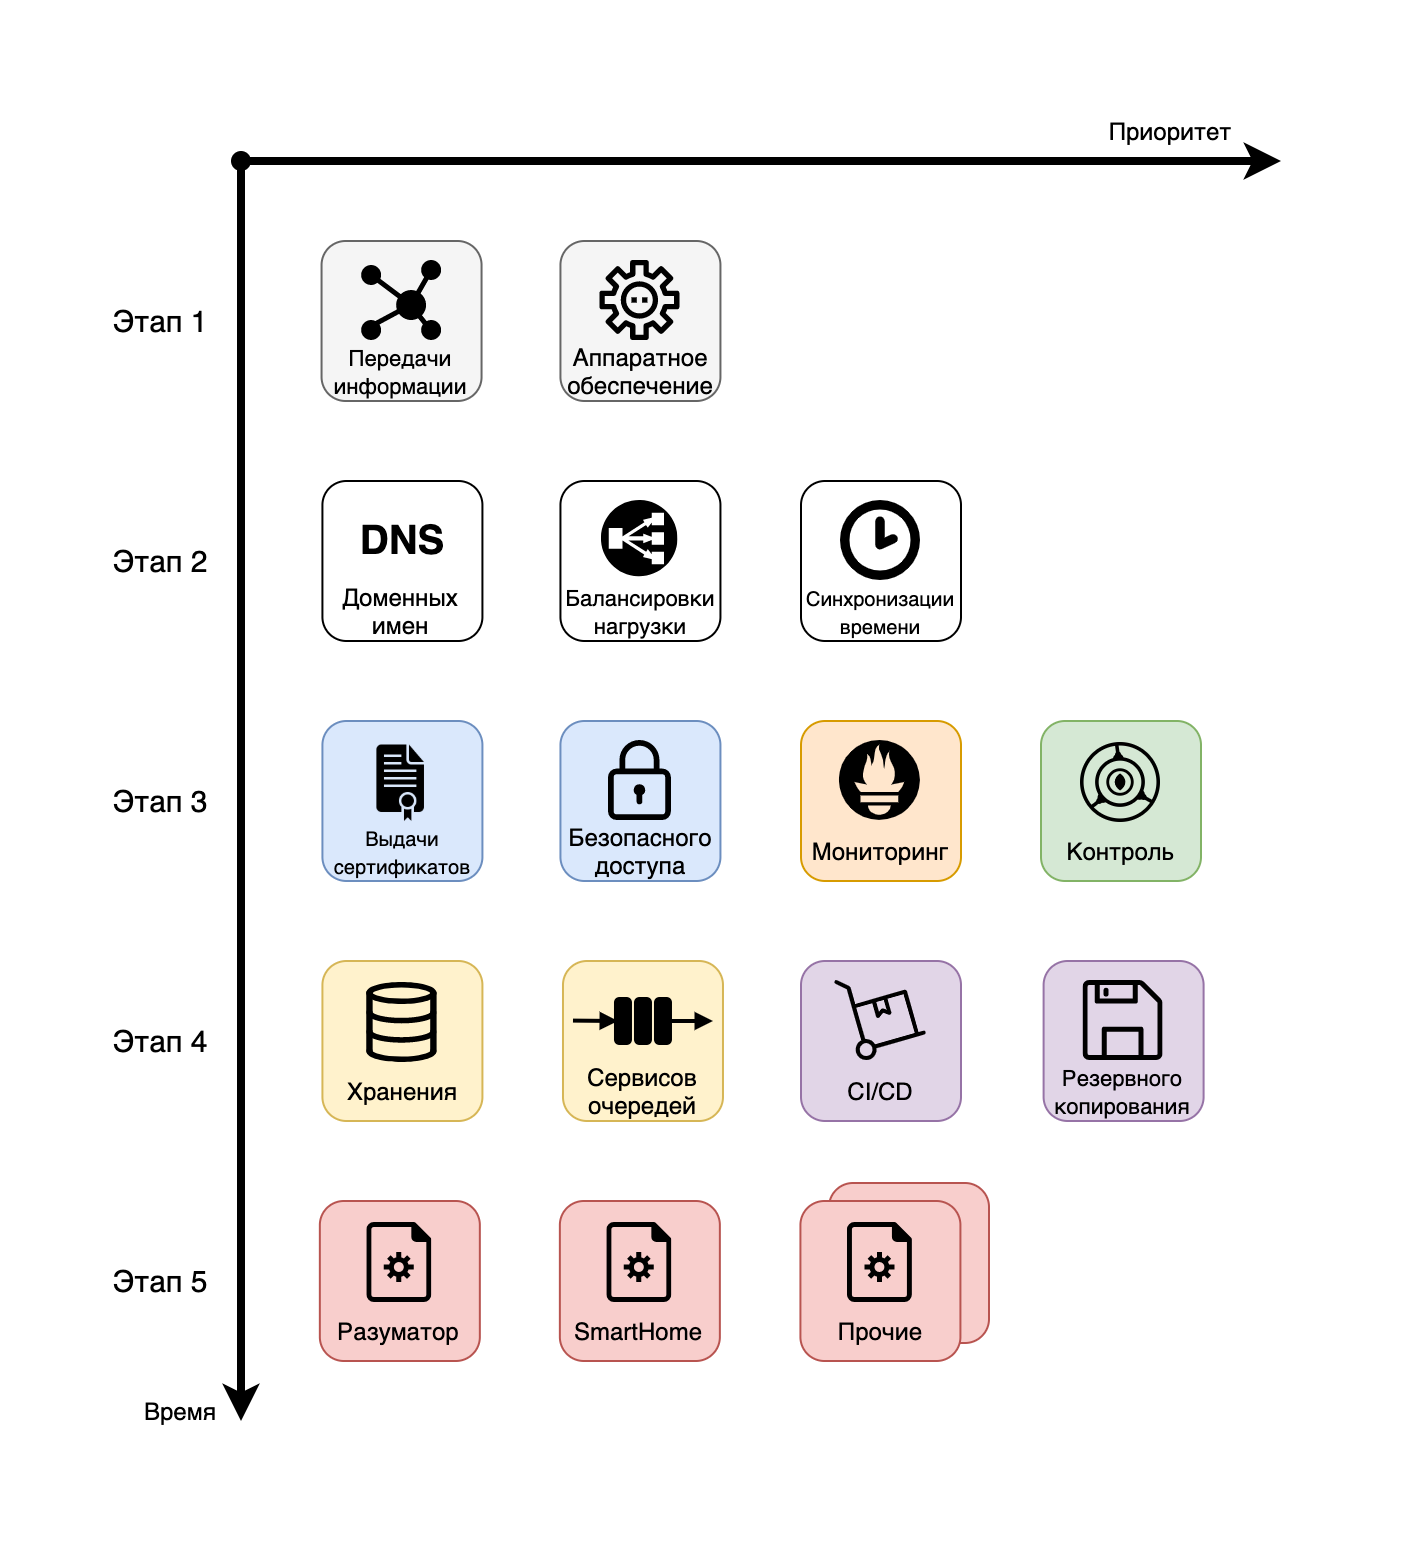 Приоритет
Этап 1
Передачи
информации
Аппаратное
обеспечение
Этап 2
DNS
Доменных
имен
Балансировки
нагрузки
Синхронизации
времени
Этап 3
Выдачи
сертификатов
Безопасного
доступа
Мониторинг
Контроль
Этап 4
Хранения
Сервисов
очередей
CI/CD
Резервного
копирования
Этап 5
Разуматор
SmartHome
Прочие
Время